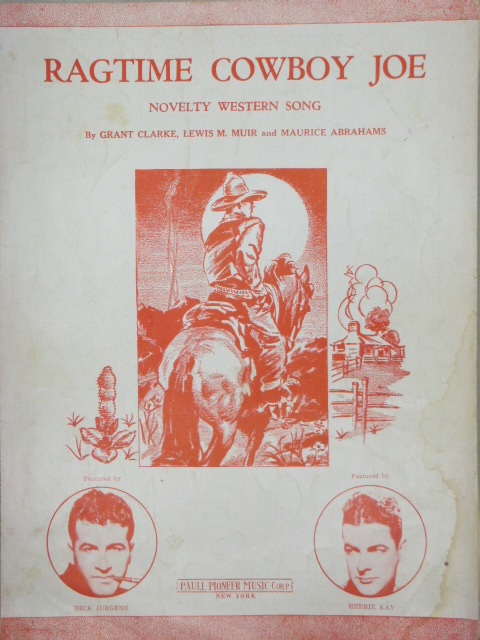 RAGTIME COWBOY JOE
NOVELTY WESTERN SONG
By GRANT CLARKE, LEWIS M. MUIR and MAURICE ABRAHAMS
Featured by
Featured by
DICK JURGENS
PAULL-PIONEER MUSIC CORP.
NEW YORK
HERBIE KAY